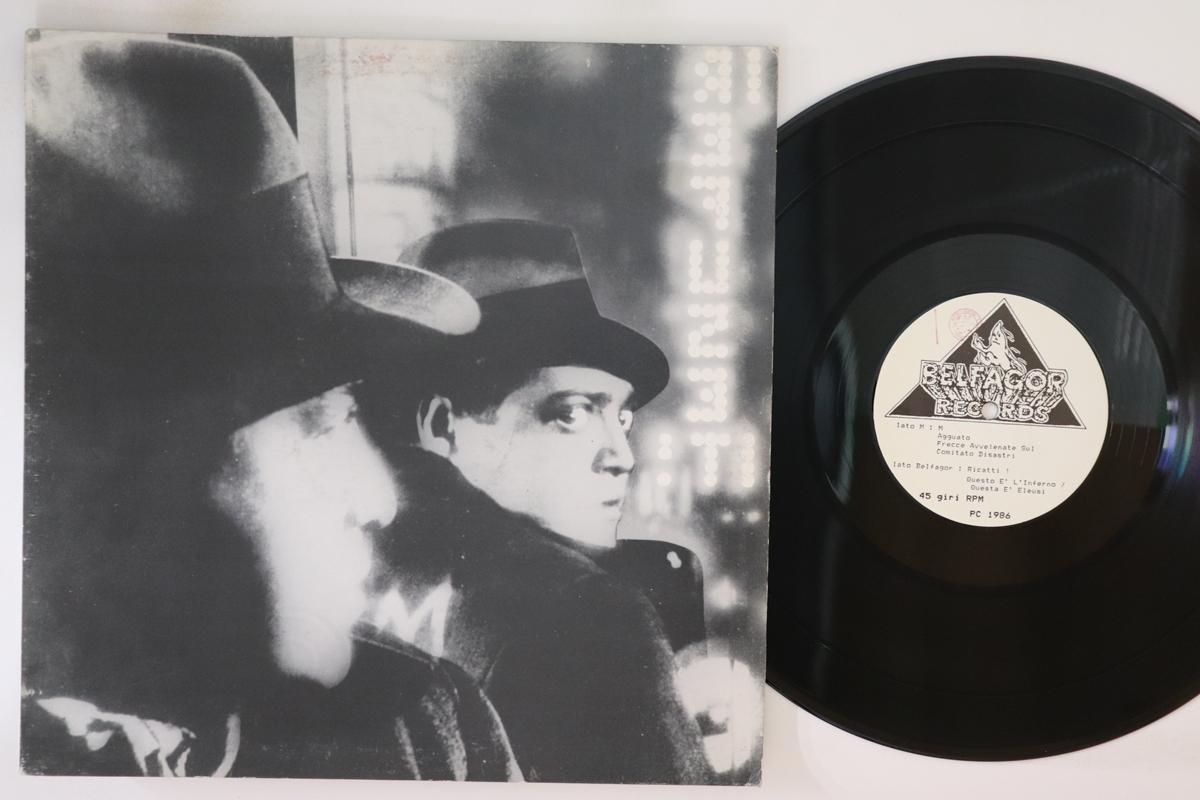 M
BELFAGOR
RECORDS
lato M : M
Agguato
Frecce Avvelenate Sul
Comitato Disastri
lato Belfagor : Ricatti !
Questo E' L'Inferno /
Questa E' Eleusi
45 giri RPM
PC 1986